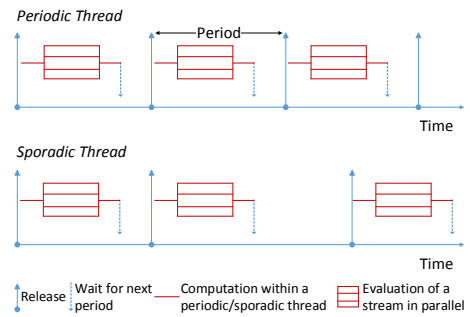 Periodic Thread
Period
Time
Sporadic Thread
Time
Release
Wait for next
period
Computation within a
periodic/sporadic thread
Evaluation of a
stream in parallel